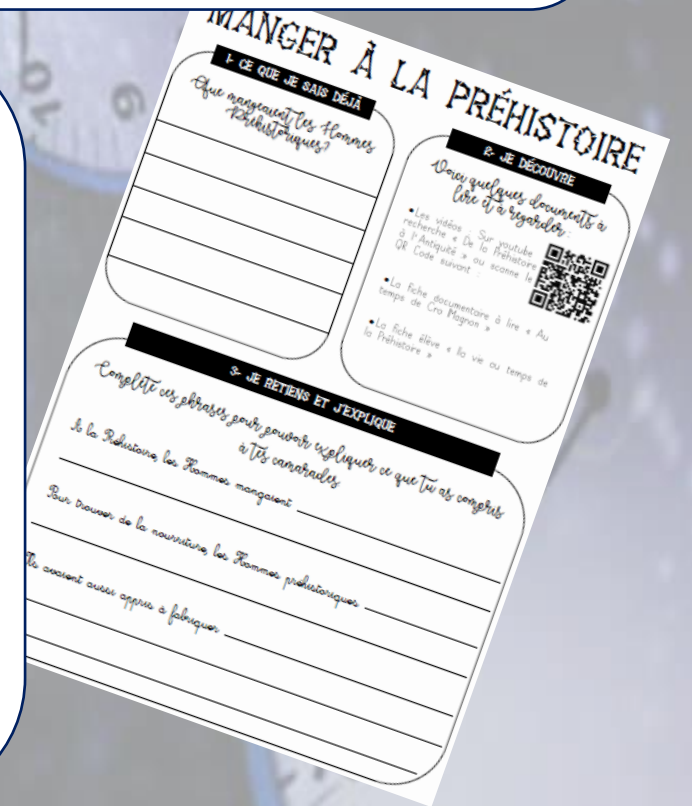 MANGER À LA PRÉHISTOIRE
1- CE QUE JE SAIS DÉJÀ
Que mangeaient les Hommes
Préhistoriques?
2- JE DÉCOUVRE
Voici quelques documents à
lire et à regarder :
•Les vidéos : Sur youtube
recherche « De la Préhistoire
à l'Antiquité » ou scanne le
QR Code suivant :
•La fiche documentaire à lire « Au
temps de Cro Magnon »
•La fiche élève « la vie au temps de
la Préhistoire »
3- JE RETIENS ET J'EXPLIQUE
Complète ces phrases pour pouvoir expliquer ce que tu as compris
à tes camarades
A la Préhistoire, les Hommes mangeaient
Pour trouver de la nourriture, les Hommes préhistoriques
Ils avaient aussi appris à fabriquer
10
9